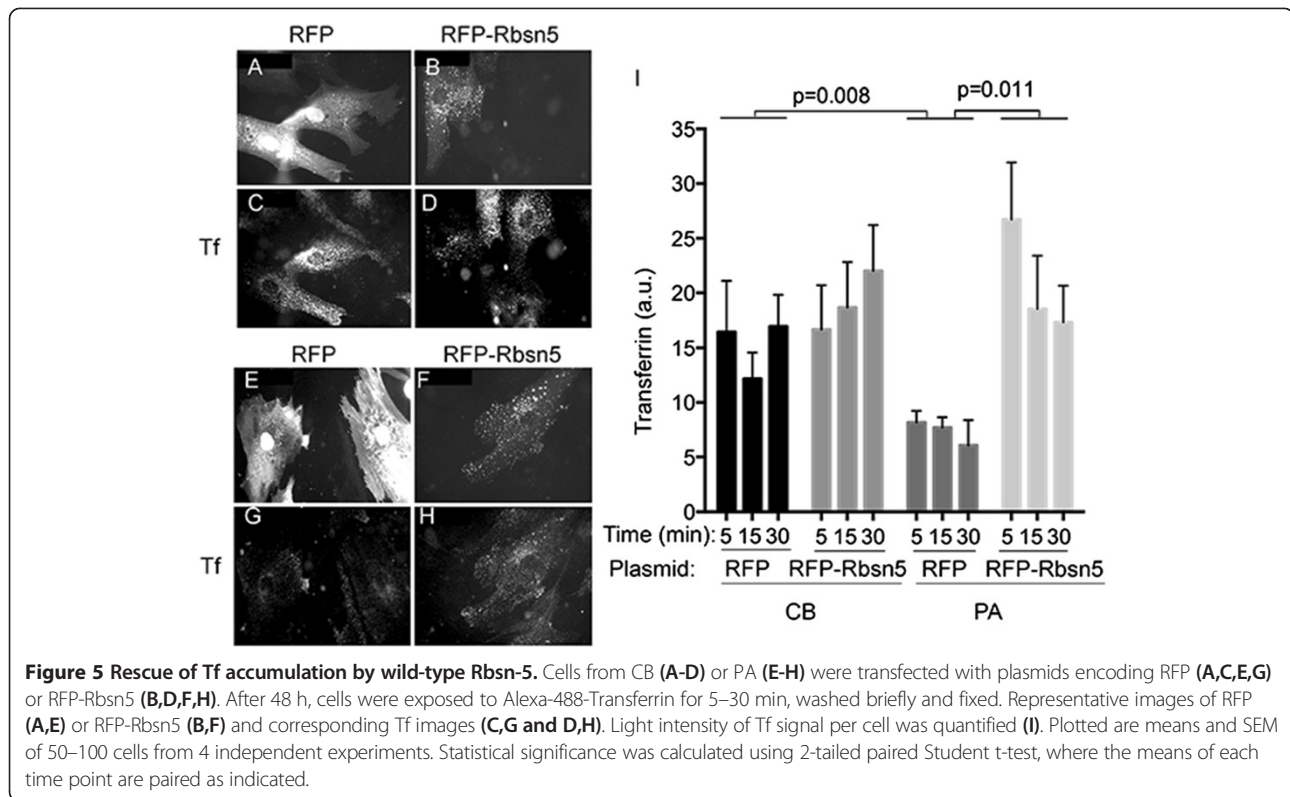 RFP
RFP-Rbsn5
A
B
Tf
C
D
RFP
RFP-Rbsn5
E
F
Tf
G
H
I
p=0.008
p=0.011
35
30
25
20
15
10
5
0
Transferrin (a.u.)
Time (min): 5 15 30 5 15 30 5 15 30 5 15 30
Plasmid: RFP RFP-Rbsn5 RFP RFP-Rbsn5
CB PA
Figure 5 Rescue of Tf accumulation by wild-type Rbsn-5. Cells from CB (A-D) or PA (E-H) were transfected with plasmids encoding RFP (A,C,E,G)
or RFP-Rbsn5 (B,D,F,H). After 48 h, cells were exposed to Alexa-488-Transferrin for 5–30 min, washed briefly and fixed. Representative images of RFP
(A,E) or RFP-Rbsn5 (B,F) and corresponding Tf images (C,G and D,H). Light intensity of Tf signal per cell was quantified (I). Plotted are means and SEM
of 50–100 cells from 4 independent experiments. Statistical significance was calculated using 2-tailed paired Student t-test, where the means of each
time point are paired as indicated.